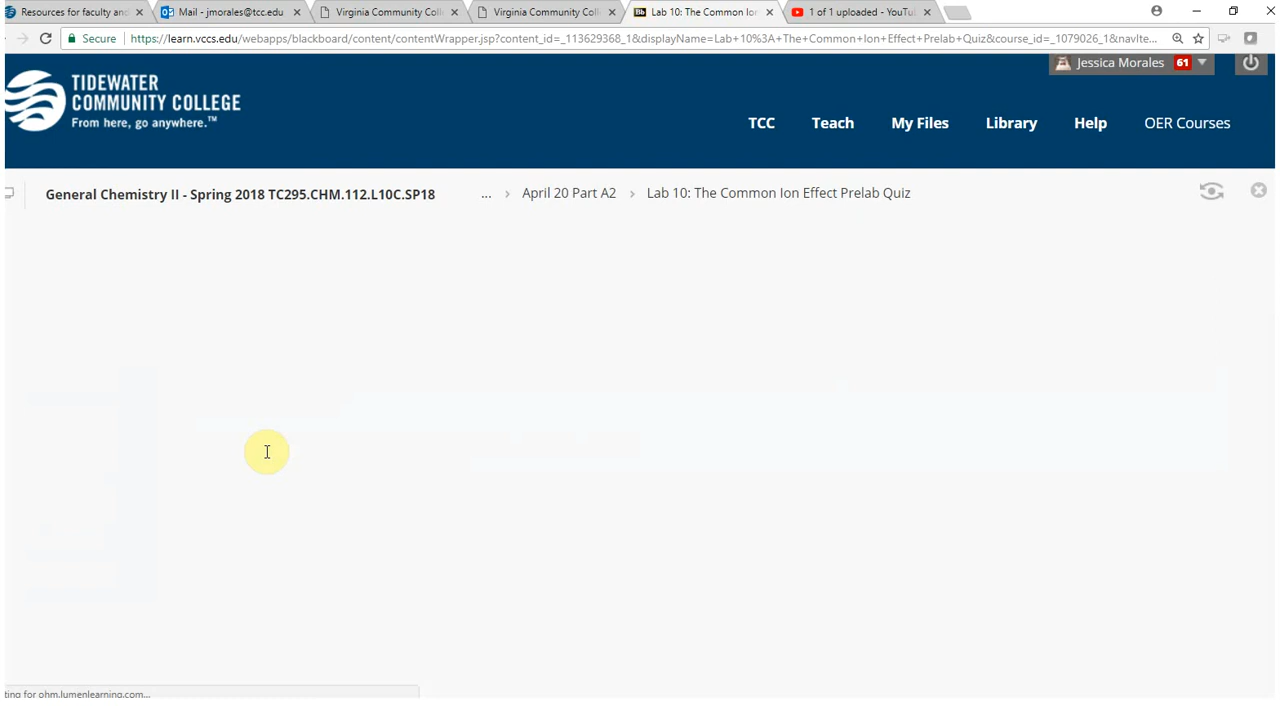 Resources for faculty an
Mail - jmorales@tcc.edu
Virginia Community Coll
Virginia Community Coll
Bb
Lab 10: The Common Ion
1 of 1 uploaded - YouTu
Secure
https://learn.vccs.edu/webapps/blackboard/content/contentWrapper.jsp?content_id=_113629368_1&displayName=Lab+10%3A+The+Common+Ion+Effect+Prelab+Quiz&course_id=_1079026_1&navIte...
TIDEWATER
COMMUNITY COLLEGE
From here, go anywhere.™
Jessica Morales 61
TCC
Teach
My Files
Library
Help
OER Courses
General Chemistry II - Spring 2018 TC295.CHM.112.L10C.SP18
...
April 20 Part A2
Lab 10: The Common Ion Effect Prelab Quiz
ting for ohm.lumenlearning.com...